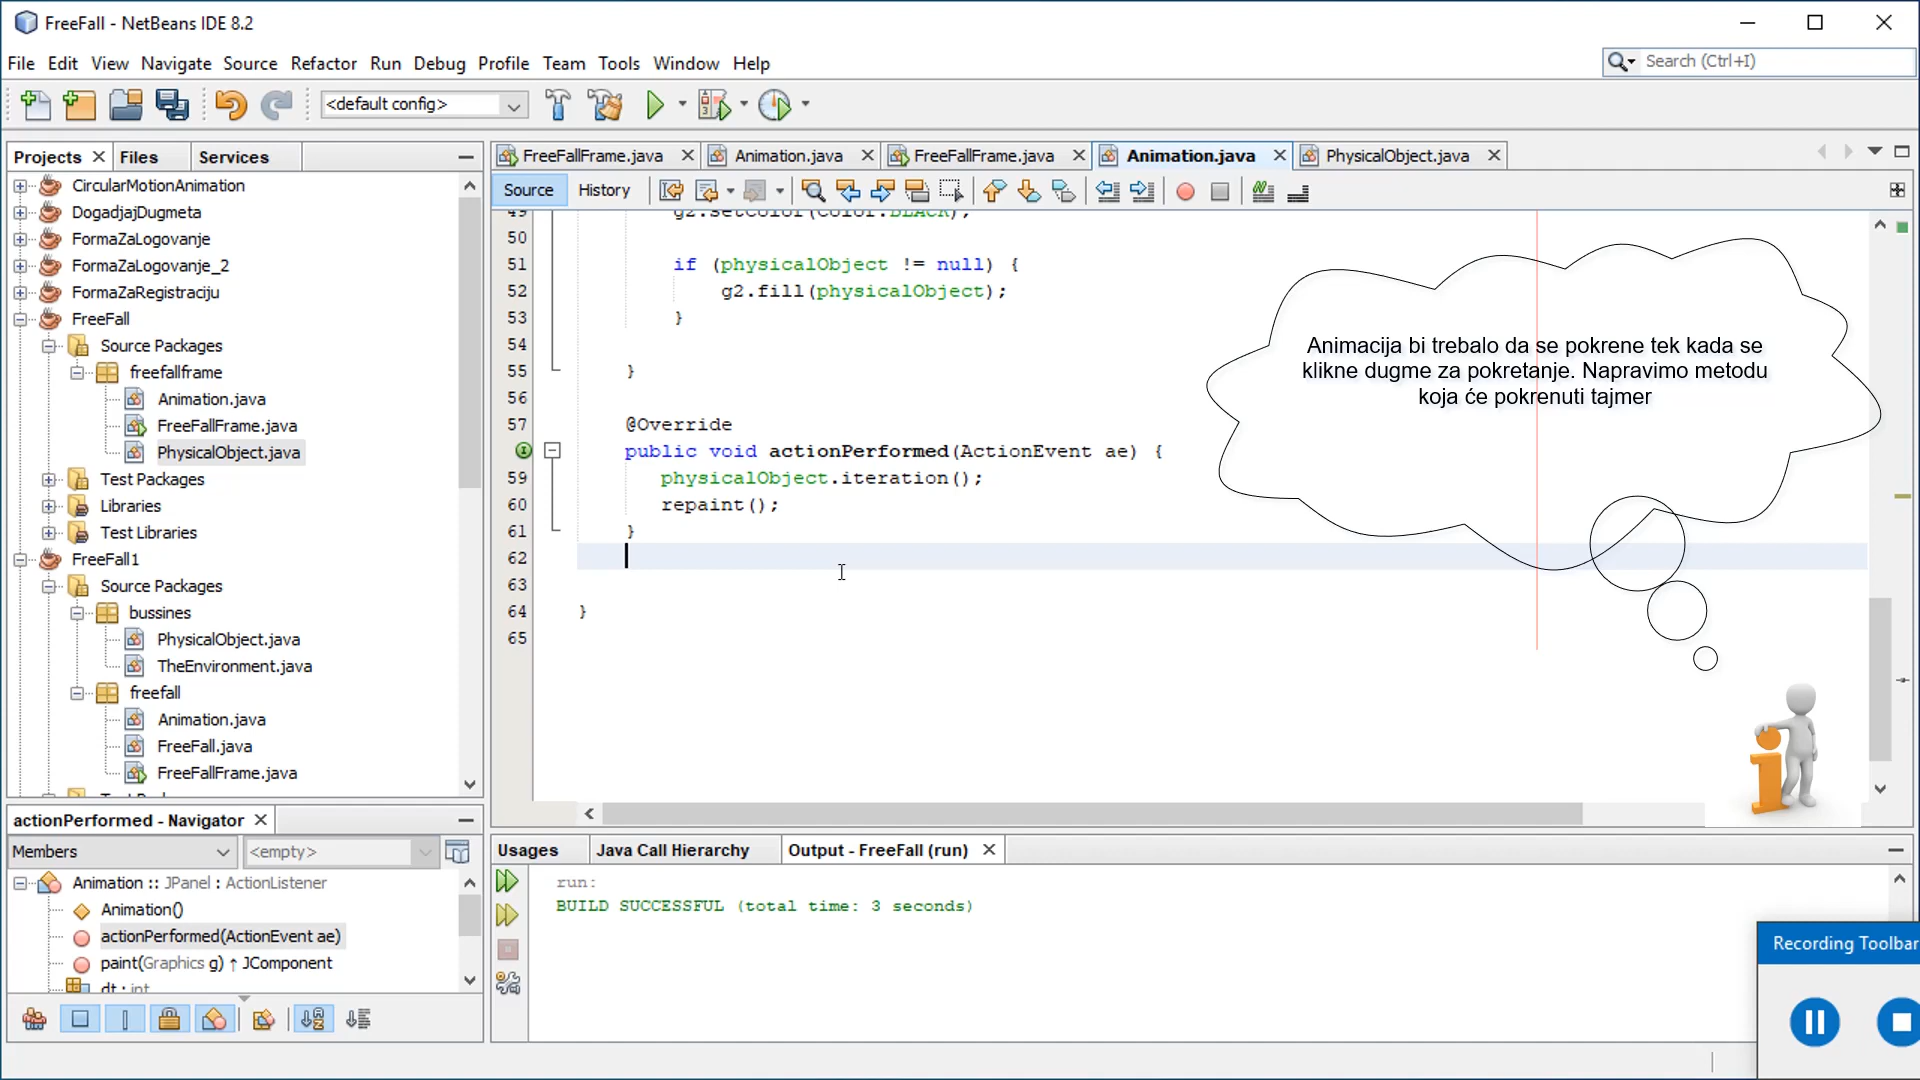 FreeFall - NetBeans IDE 8.2
File Edit View Navigate Source Refactor Run Debug Profile Team Tools Window Help
Search (Ctrl+I)
<default config>
Projects Files Services
CircularMotionAnimation
DogadjajDugmeta
FormaZaLogovanje
FormaZaLogovanje_2
FormaZaRegistraciju
FreeFall
Source Packages
freefallframe
Animation.java
FreeFallFrame.java
PhysicalObject.java
Test Packages
Libraries
Test Libraries
FreeFall1
Source Packages
bussines
PhysicalObject.java
TheEnvironment.java
freefall
Animation.java
FreeFall.java
FreeFallFrame.java
FreeFallFrame.java Animation.java FreeFallFrame.java Animation.java PhysicalObject.java
Source History
49 g2.setColor(Color.BLACK);
50
51 if (physicalObject != null) {
52 g2.fill(physicalObject);
53 }
54
55 }
56
57 @Override
public void actionPerformed(ActionEvent ae) {
59 physicalObject.iteration();
60 repaint();
61 }
62
63
64 }
65
Animacija bi trebalo da se pokrene tek kada se
klikne dugme za pokretanje. Napravimo metodu
koja će pokrenuti tajmer
actionPerformed - Navigator
Members <empty>
Animation :: JPanel : ActionListener
Animation()
actionPerformed(ActionEvent ae)
paint(Graphics g) ↑ JComponent
dt : int
Usages Java Call Hierarchy Output - FreeFall (run)
run:
BUILD SUCCESSFUL (total time: 3 seconds)
Recording Toolbar